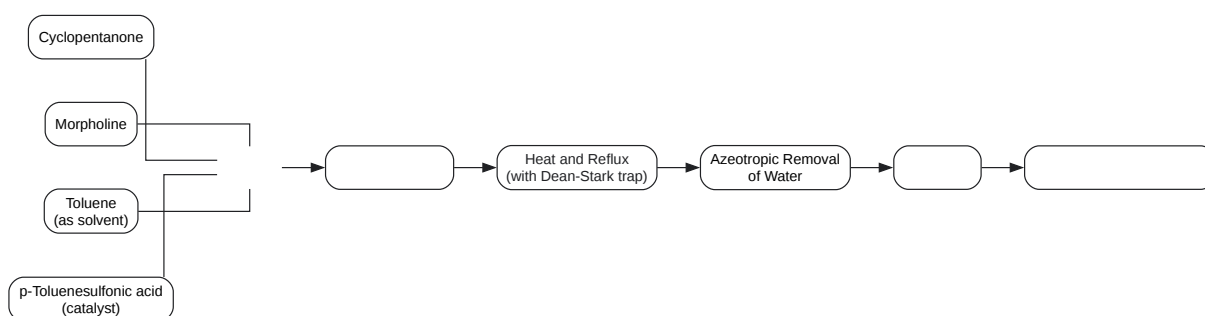 Cyclopentanone
Morpholine
Toluene
(as solvent)
p-Toluenesulfonic acid
(catalyst)
Heat and Reflux
(with Dean-Stark trap)
Azeotropic Removal
of Water